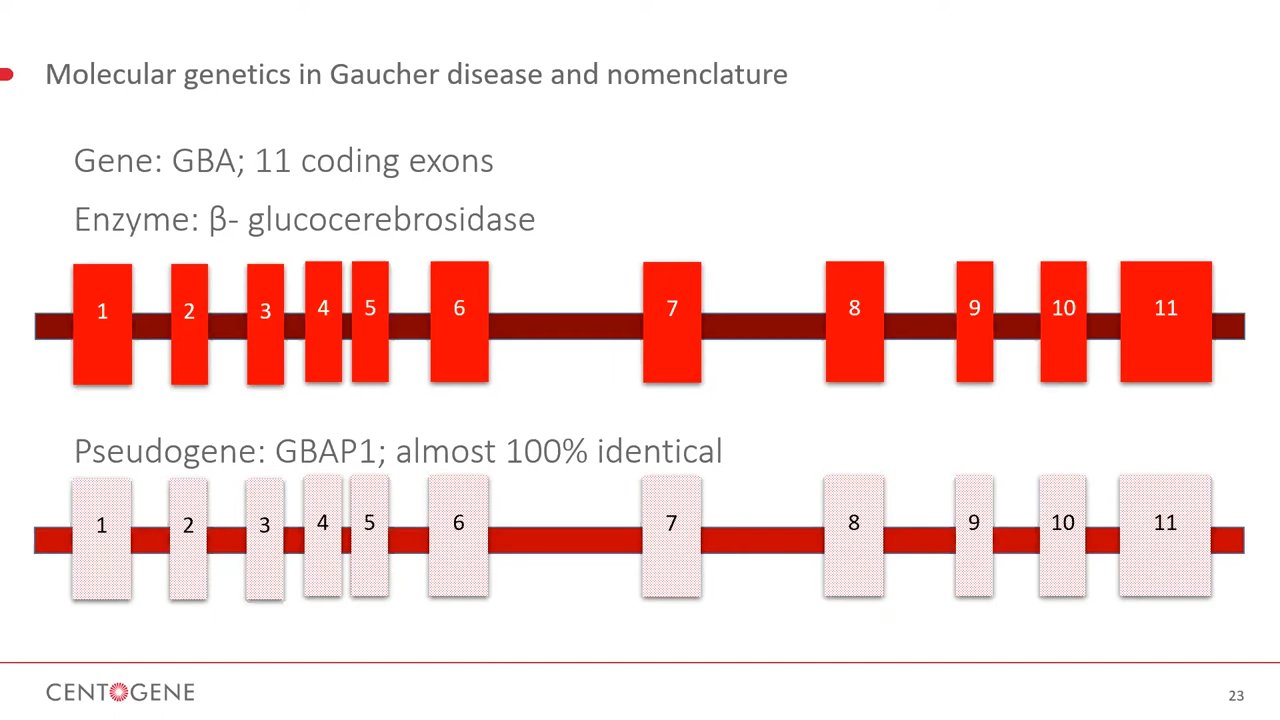 Molecular genetics in Gaucher disease and nomenclature
Gene: GBA; 11 coding exons
Enzyme: β- glucocerebrosidase
1 2 3 4 5 6 7 8 9 10 11
Pseudogene: GBAP1; almost 100% identical
1 2 3 4 5 6 7 8 9 10 11
CENTOGENE
23